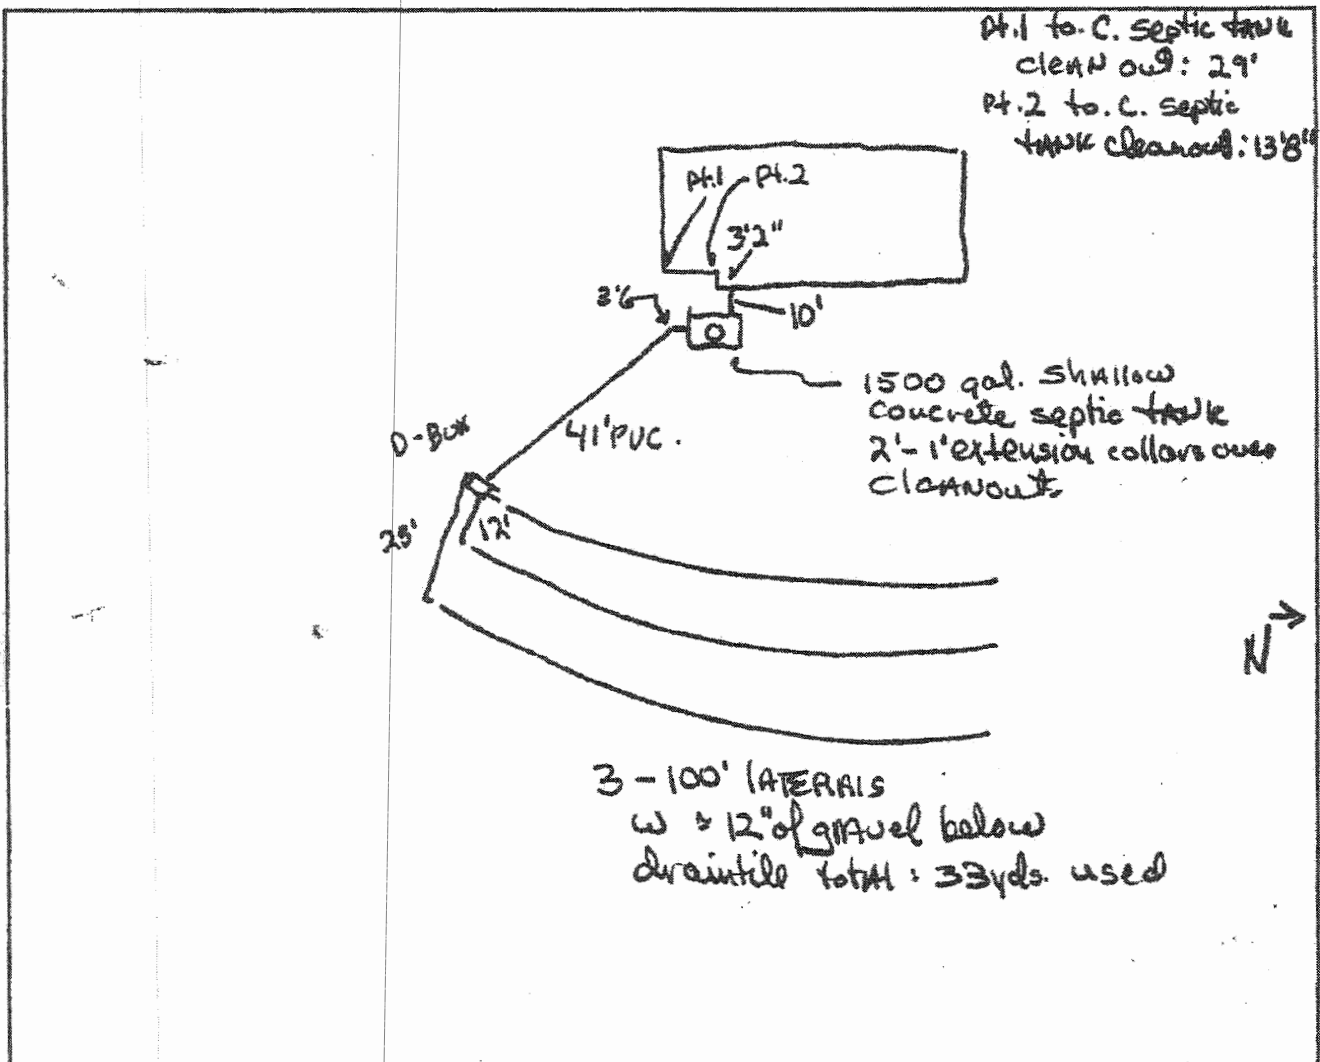 Pt.1 to. C. septic tANK
cleAN out: 29'
Pt.2 to. C. septic
tANK cleanout: 13'8"
Pt.1
Pt.2
3'2"
3'6
10'
1500 gal. ShAllow
Concrete septic tANK
2'- 1' extension collars over
cleANouts
D-Box
41' PVC.
12'
N
3 - 100' lATERAlS
w 12" of grAvel below
draintile totAl : 33yds. used